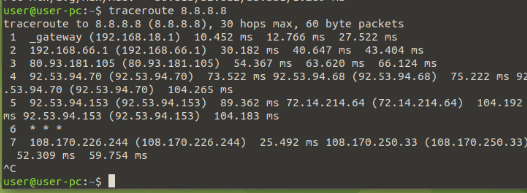 user@user-pc:~$ traceroute 8.8.8.8
traceroute to 8.8.8.8 (8.8.8.8), 30 hops max, 60 byte packets
 1  _gateway (192.168.18.1)  10.452 ms  12.766 ms  27.522 ms
 2  192.168.66.1 (192.168.66.1)  30.182 ms  40.647 ms  43.404 ms
 3  80.93.181.105 (80.93.181.105)  54.367 ms  63.620 ms  66.124 ms
 4  92.53.94.70 (92.53.94.70)  73.522 ms 92.53.94.68 (92.53.94.68)  75.222 ms 92
.53.94.70 (92.53.94.70)  104.265 ms
 5  92.53.94.153 (92.53.94.153)  89.362 ms 72.14.214.64 (72.14.214.64)  104.192
ms 92.53.94.153 (92.53.94.153)  104.183 ms
 6  * * *
 7  108.170.226.244 (108.170.226.244)  25.492 ms 108.170.250.33 (108.170.250.33)
  52.309 ms  59.754 ms
^C
user@user-pc:~$